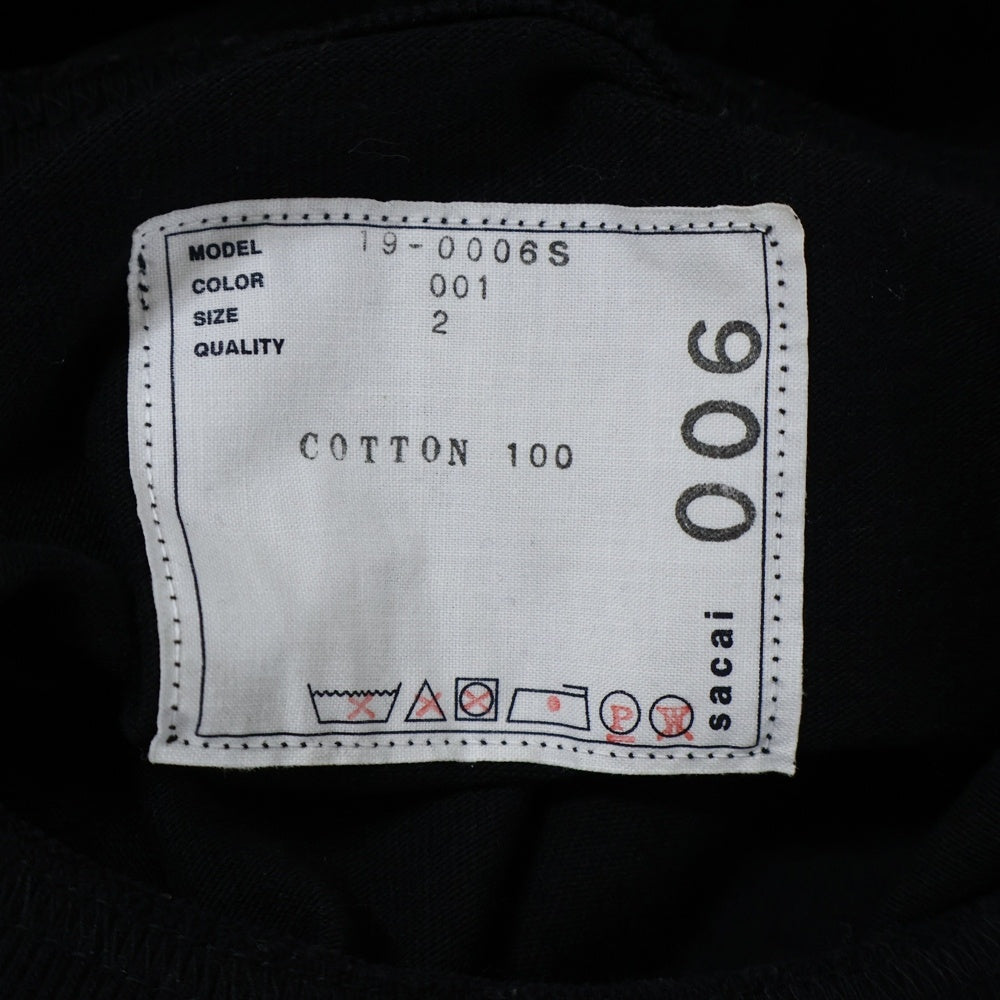 MODEL 19-0006S
COLOR 001
SIZE 2
QUALITY
COTTON 100
006
sacai
P
W